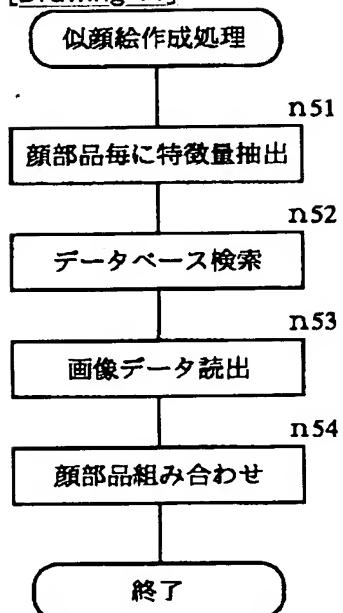 似顔絵作成処理
n51
顔部品毎に特徴量抽出
n52
データベース検索
n53
画像データ読出
n54
顔部品組み合わせ
終了